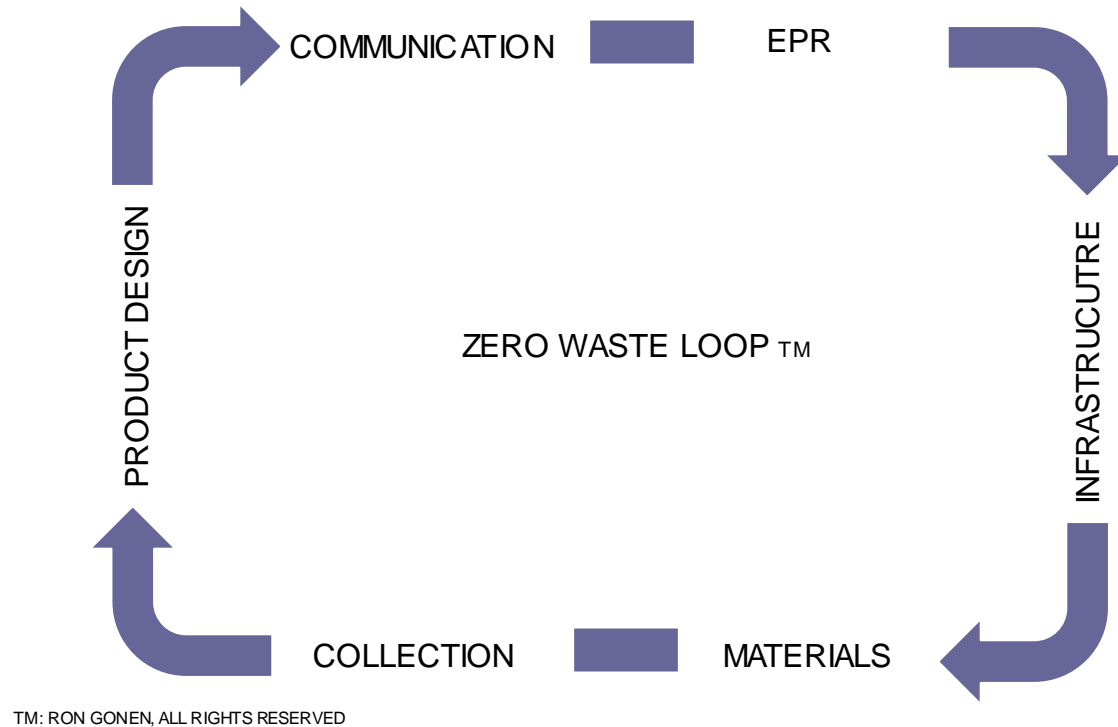 COMMUNICATION EPR
PRODUCT DESIGN
INFRASTRUCUTRE
ZERO WASTE LOOP TM
COLLECTION MATERIALS
TM: RON GONEN, ALL RIGHTS RESERVED